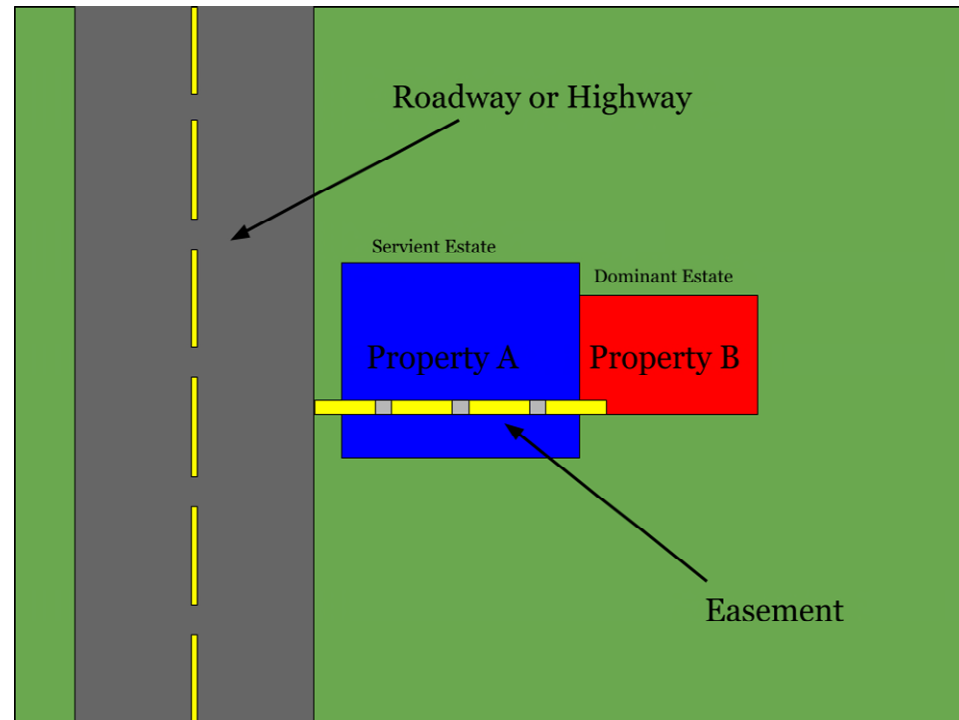 Roadway or Highway
Servient Estate
Dominant Estate
Property A
Property B
Easement